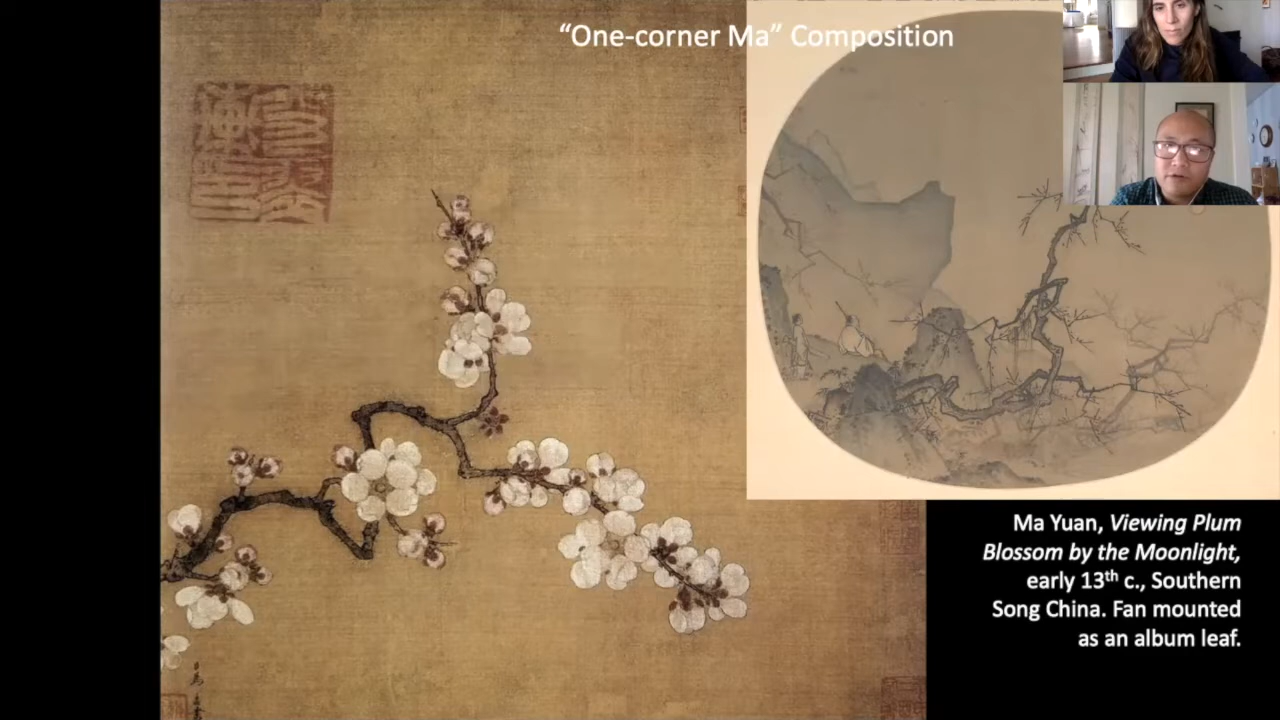 “One-corner Ma” Composition
Ma Yuan, Viewing Plum
Blossom by the Moonlight,
early 13th c., Southern
Song China. Fan mounted
as an album leaf.